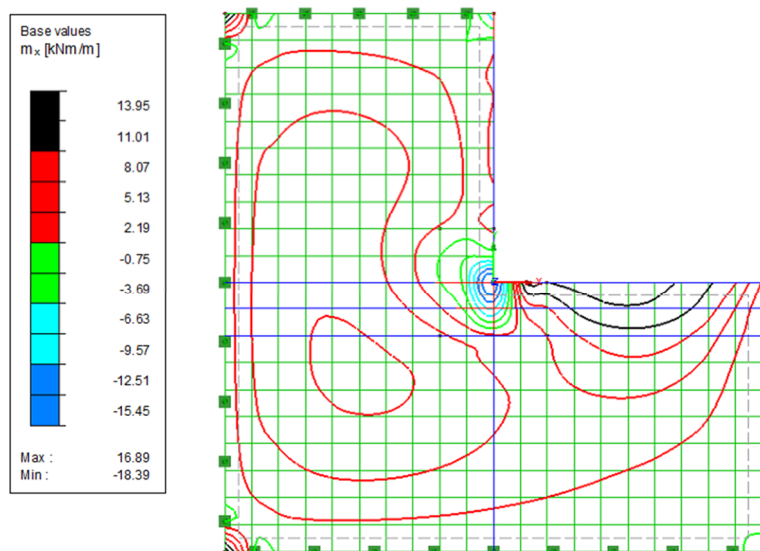 Base values
mx [kNm/m]
13.95
11.01
8.07
5.13
2.19
-0.75
-3.69
-6.63
-9.57
-12.51
-15.45
Max : 16.89
Min : -18.39
x